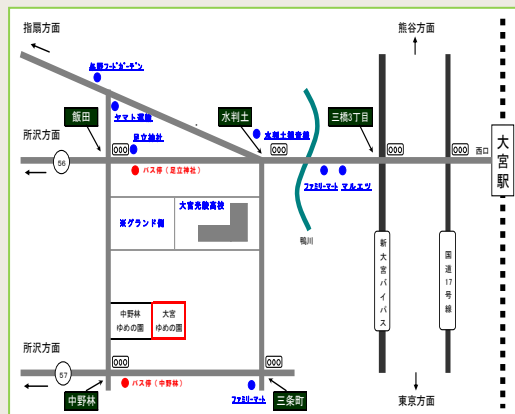 指扇方面
熊谷方面
ヤマト運輸
飯田
足立神社
水判土
水判土観音堂
三橋3丁目
所沢方面
西口
大宮駅
56
バス停（足立神社）
ファミリーマート
マルエツ
大宮光陵高校
※グランド側
鴨川
新大宮バイパス
国道17号線
中野林
ゆめの園
大宮
ゆめの園
所沢方面
57
バス停（中野林）
中野林
ファミリーマート
三条町
東京方面